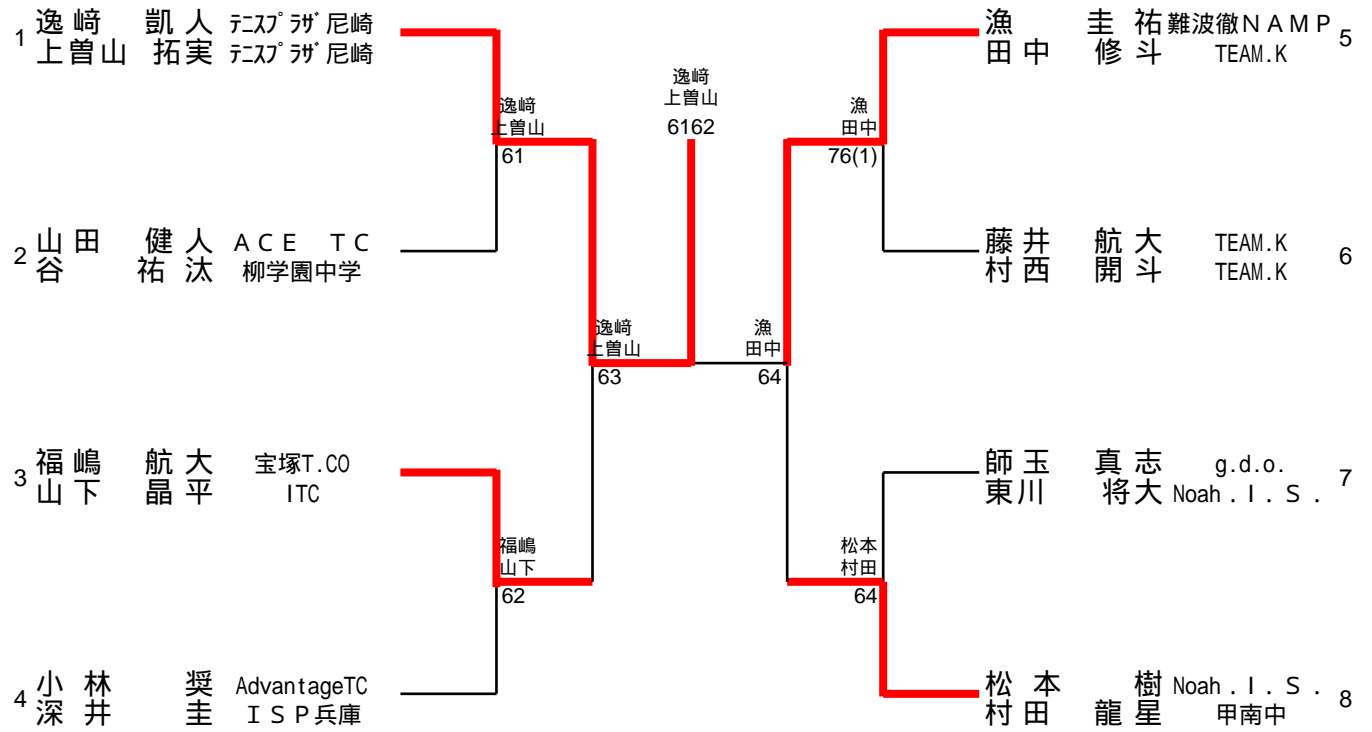 1 逸﨑 凱人 ﾃﾆｽﾌﾟﾗｻﾞ尼崎
上曽山 拓実 ﾃﾆｽﾌﾟﾗｻﾞ尼崎
逸﨑
上曽山
61
2 山田 健人 ＡＣＥ ＴＣ
谷 祐汰 柳学園中学
逸﨑
上曽山
63
3 福嶋 航大 宝塚T.CO
山下 晶平 ITC
福嶋
山下
62
4 小林 奨 AdvantageTC
深井 圭 ＩＳＰ兵庫
逸﨑
上曽山
6162
漁 圭祐 難波徹ＮＡＭＰ 5
田中 修斗 TEAM.K
漁
田中
76(1)
藤井 航大 TEAM.K 6
村西 開斗 TEAM.K
漁
田中
64
師玉 真志 g.d.o. 7
東川 将大 Noah．I．S．
松本
村田
64
松本 樹 Noah．I．S． 8
村田 龍星 甲南中